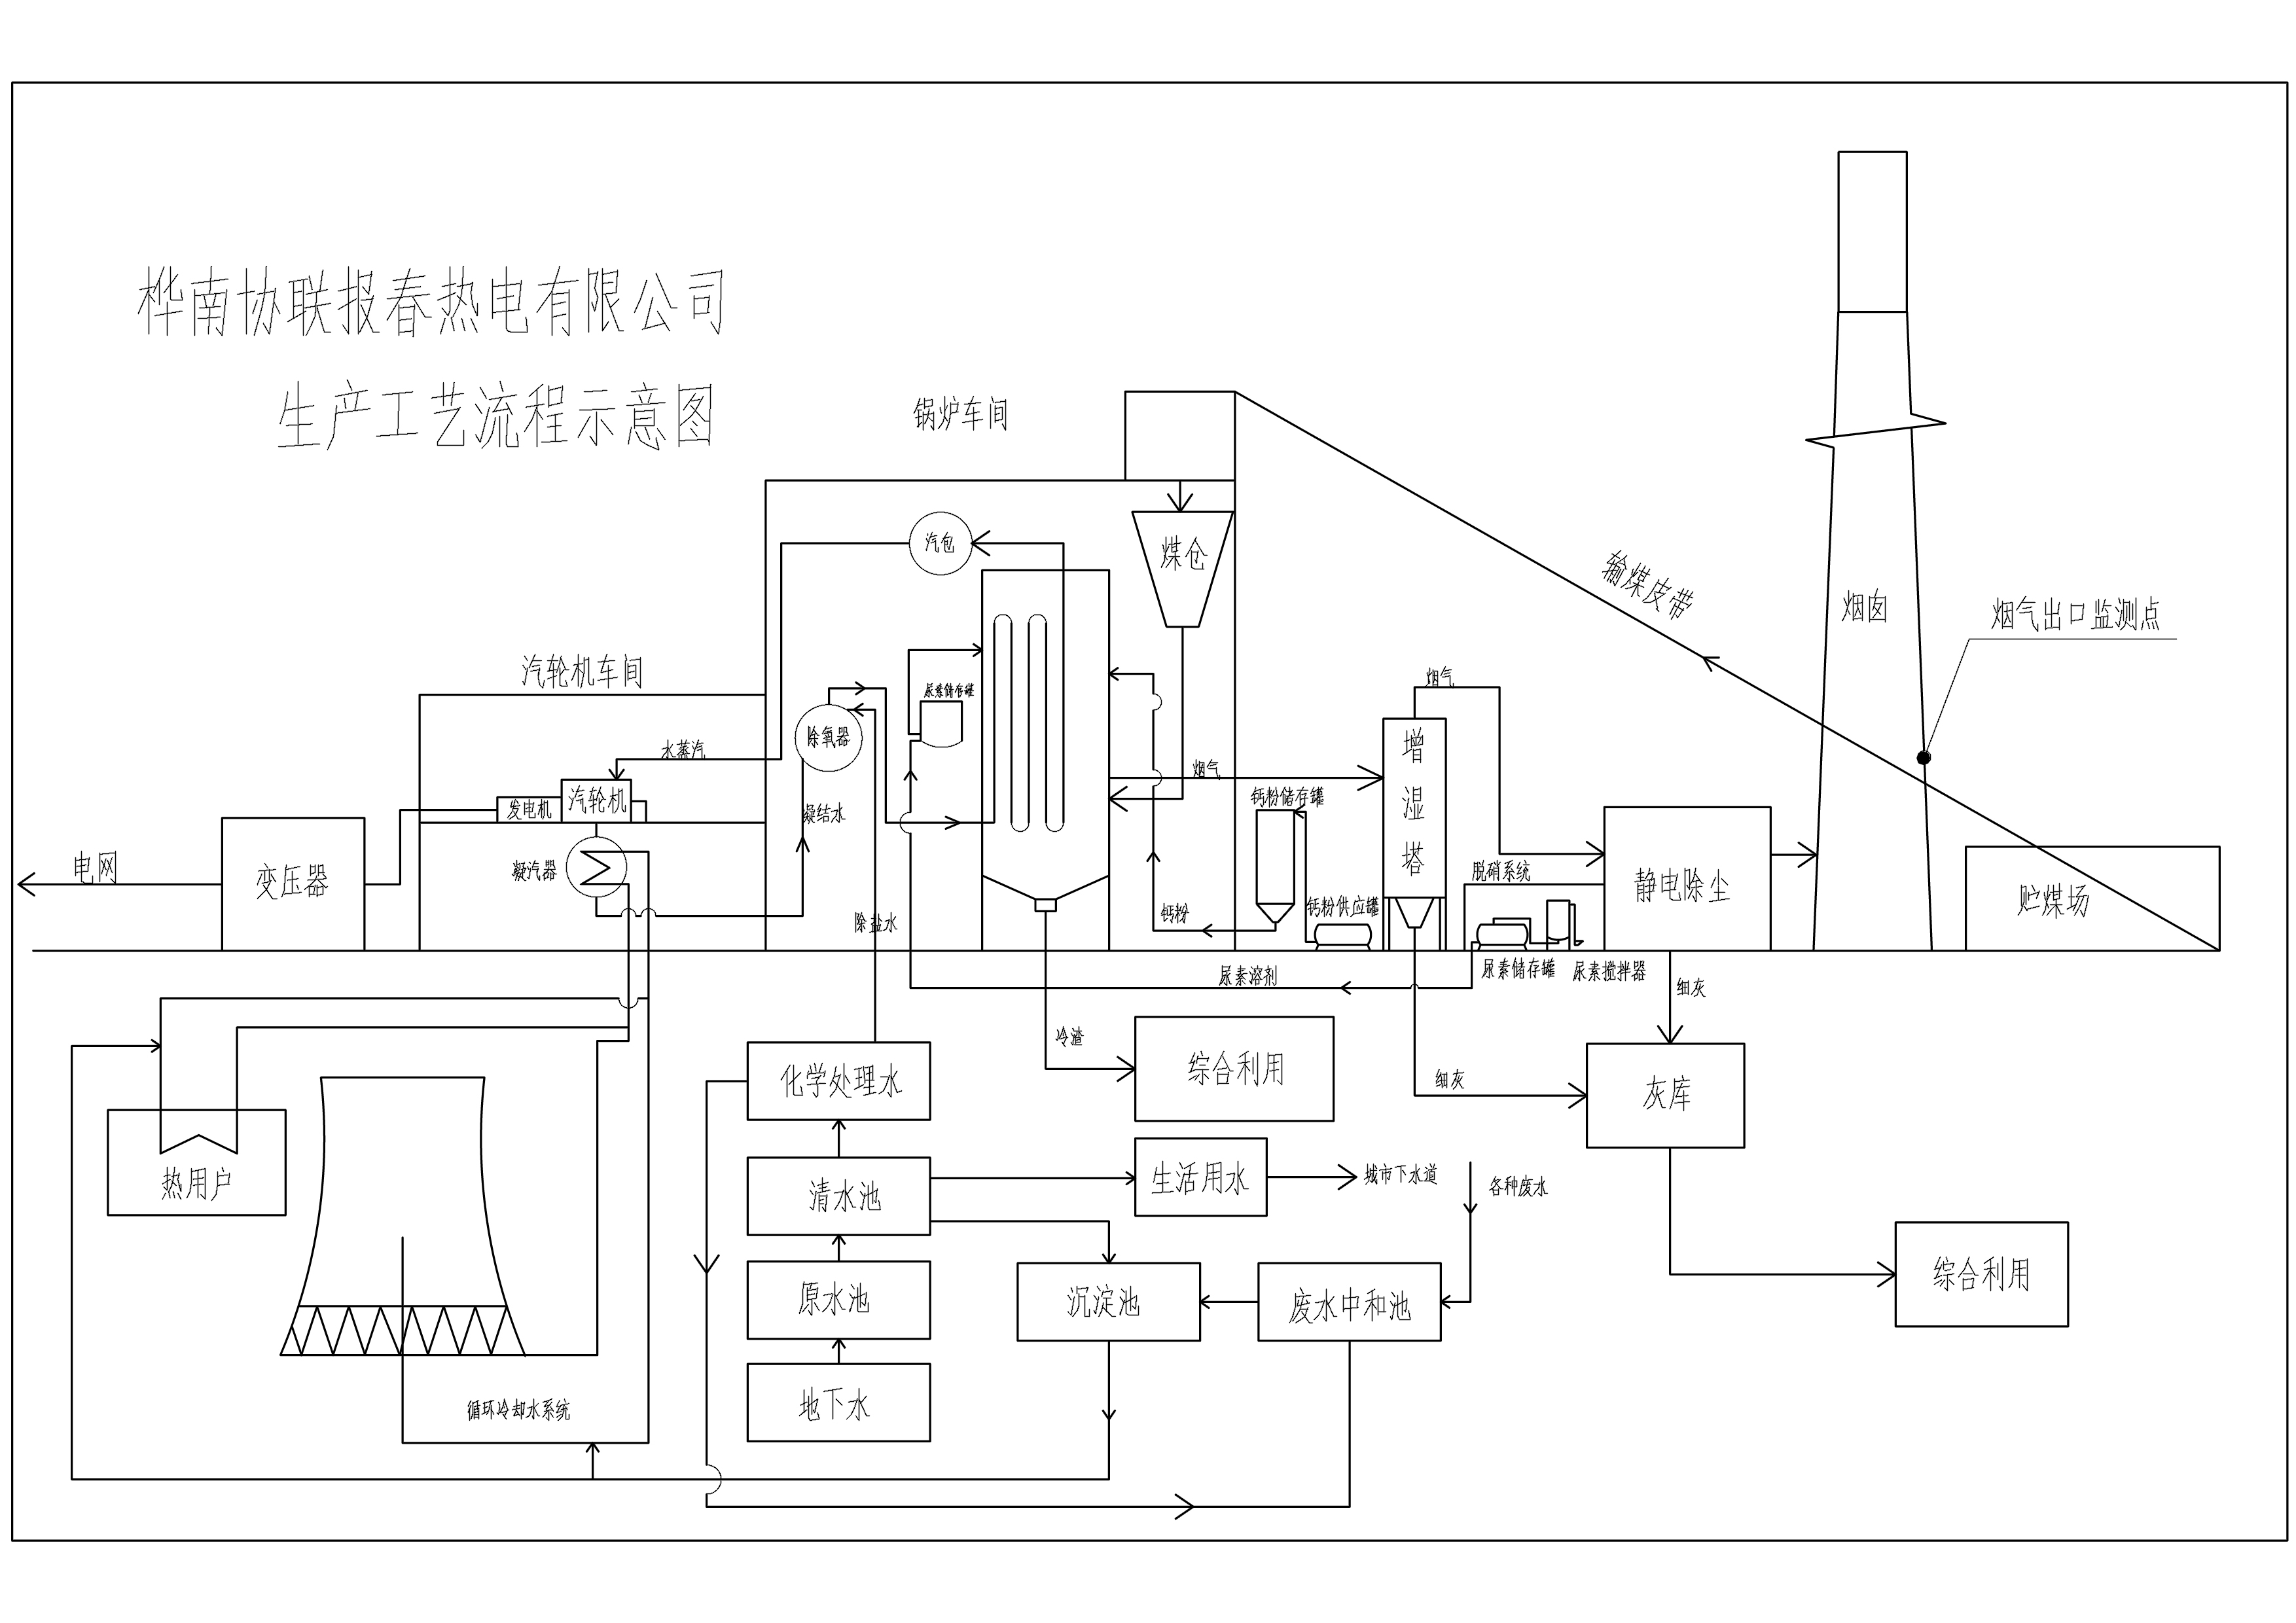 桦南协联报春热电有限公司
生产工艺流程示意图
锅炉车间
汽包
煤仓
输煤皮带
烟囱
烟气出口监测点
汽轮机车间
水蒸汽
除氧器
尿素储存罐
烟气
烟气
增湿塔
钙粉储存罐
发电机
汽轮机
凝结水
电网
变压器
凝汽器
除盐水
钙粉
钙粉供应罐
脱硝系统
静电除尘
贮煤场
尿素溶剂
尿素储存罐
尿素搅拌器
细灰
冷渣
综合利用
化学处理水
细灰
灰库
热用户
清水池
生活用水
城市下水道
各种废水
原水池
沉淀池
废水中和池
综合利用
地下水
循环冷却水系统